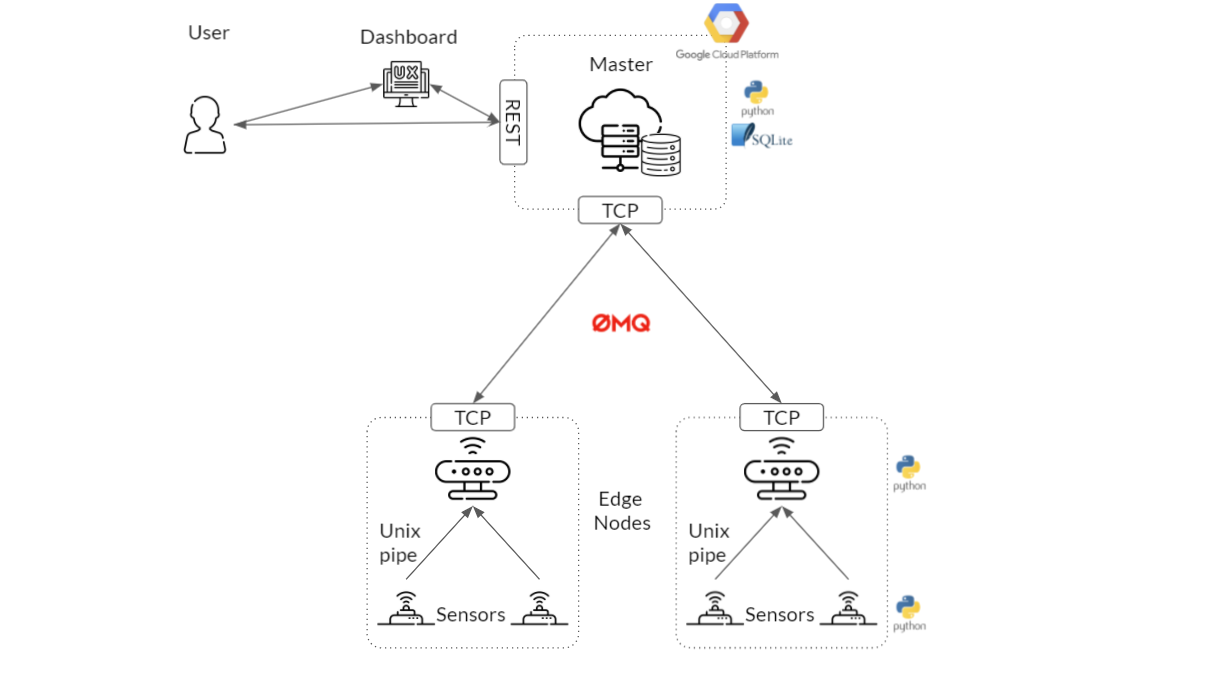 User
Dashboard
UX
Google Cloud Platform
Master
REST
python
SQLite
TCP
ØMQ
TCP
TCP
Edge
Nodes
python
Unix
pipe
Unix
pipe
Sensors
Sensors
python